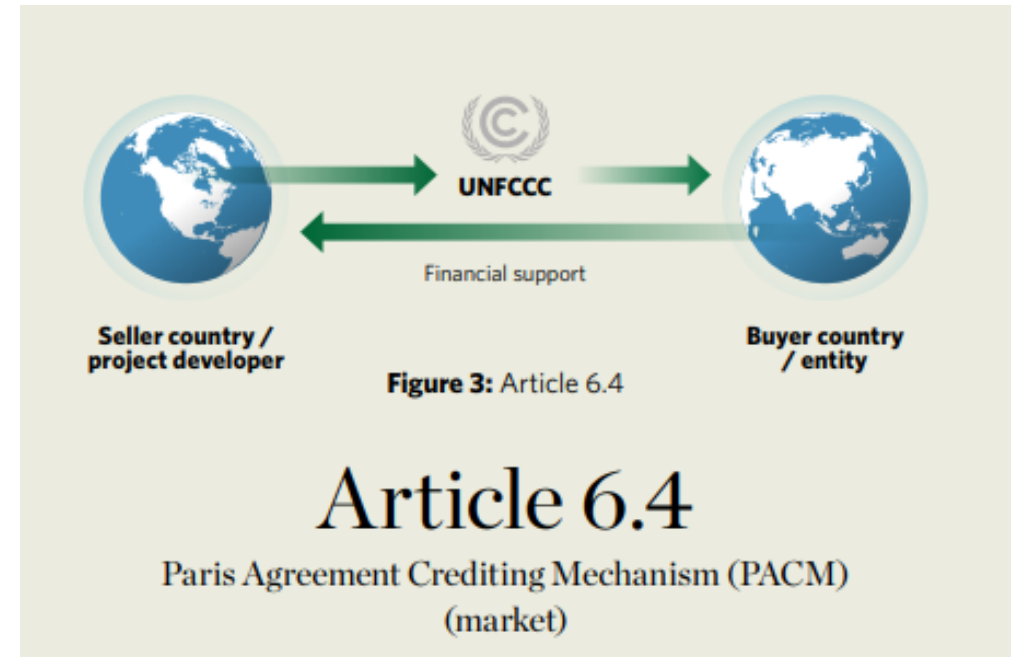 UNFCCC
Financial support
Seller country /
project developer
Buyer country
/ entity
Figure 3: Article 6.4
Article 6.4
Paris Agreement Crediting Mechanism (PACM)
(market)